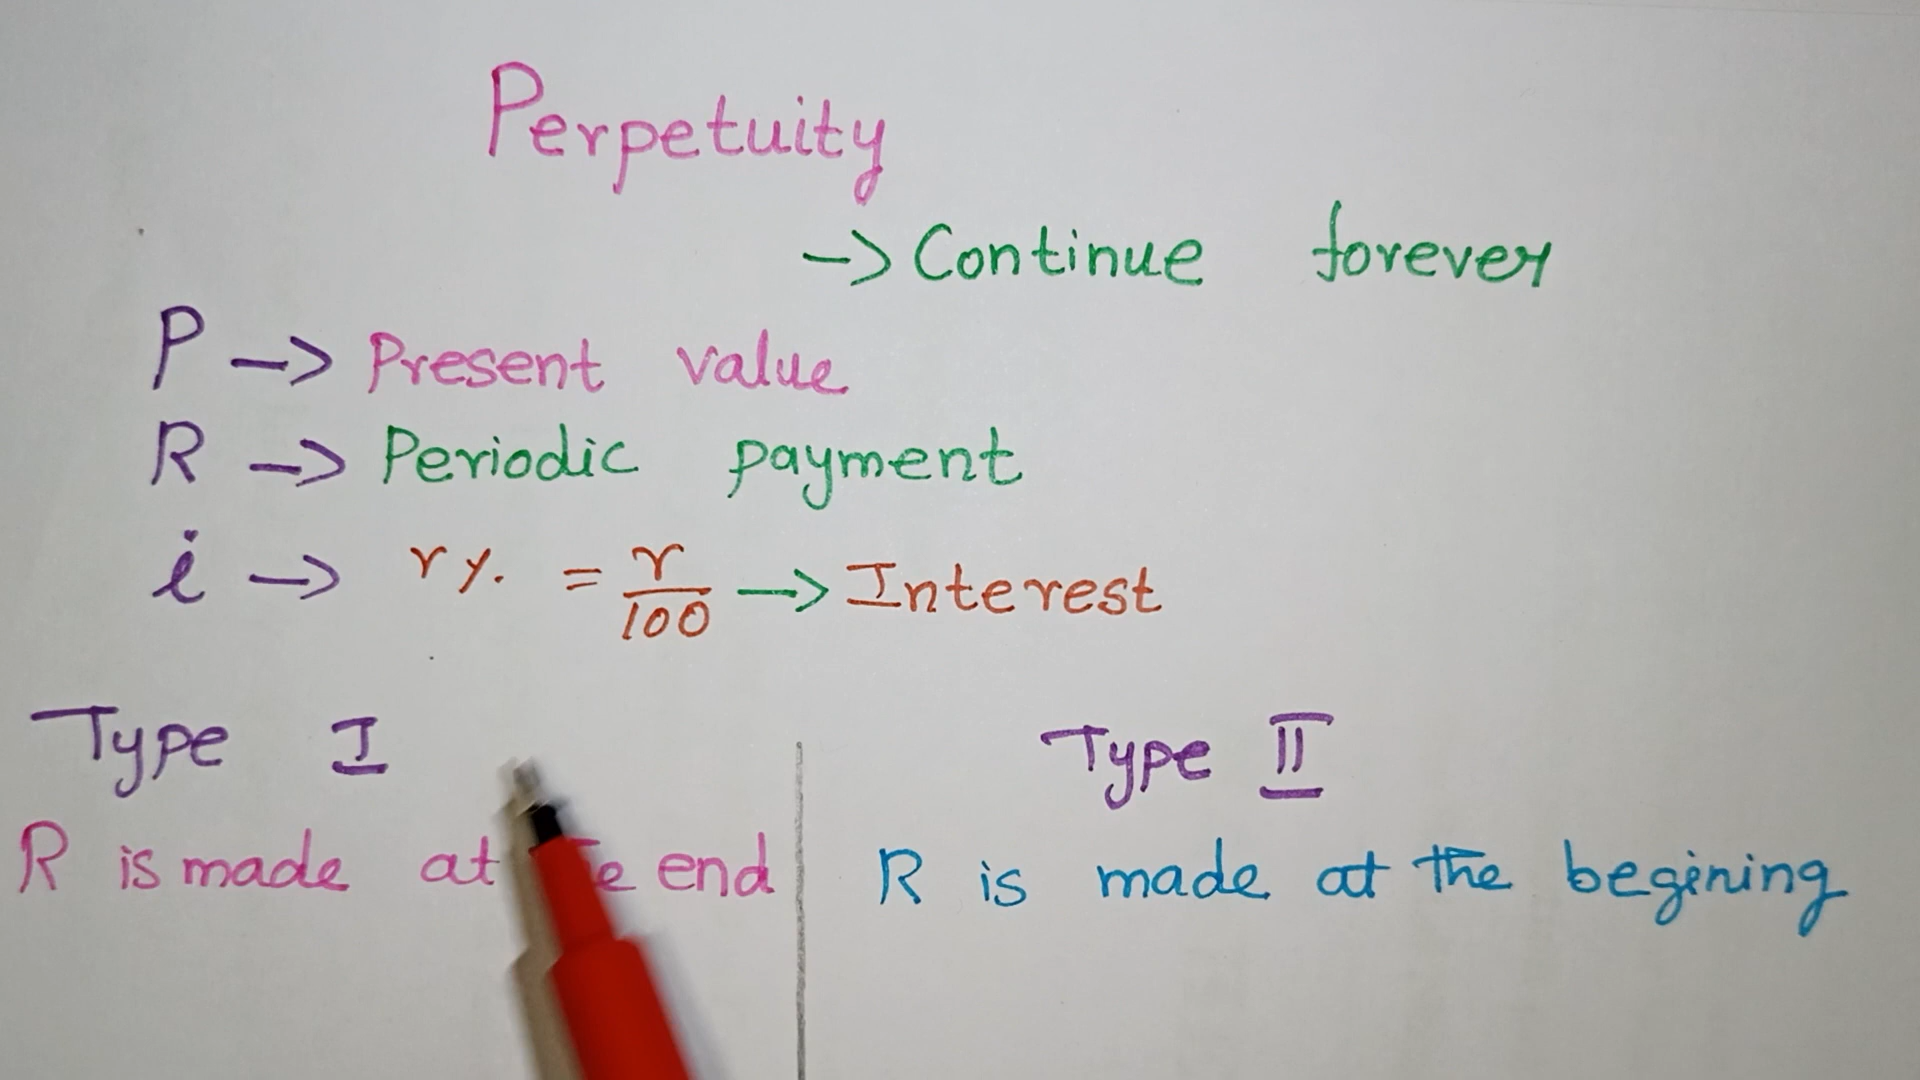 Perpetuity
-> Continue forever
P -> Present value
R -> Periodic payment
i -> r %. = r/100 -> Interest
Type I
R is made at end
Type II
R is made at the begining